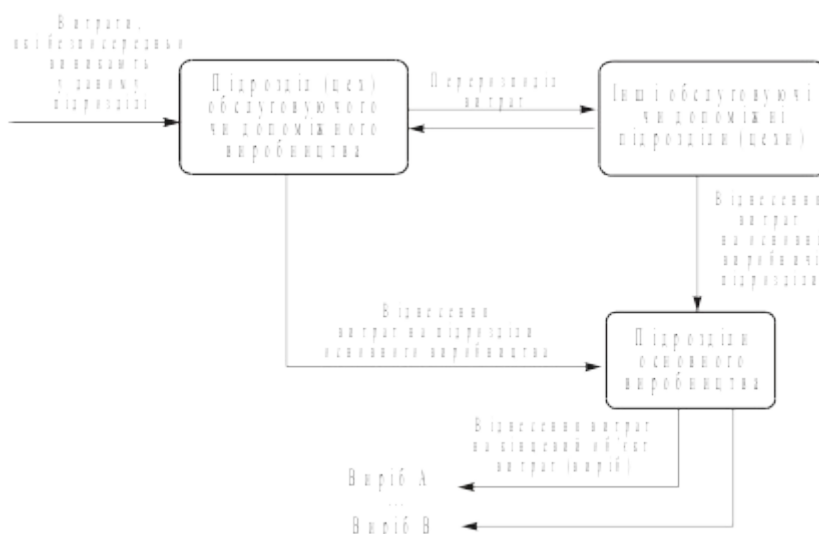 Витрати,
які безпосередньо
виникають
у даному
підрозділі
Підрозділ (цех)
обслуговуючого
чи допоміжного
виробництва
Перерозподіл
витрат
Інші обслуговуючі
чи допоміжні
підрозділи (цехи)
Віднесення
витрат
на основні
виробничі
підрозділи
Віднесення
витрат на підрозділи
основного виробництва
Підрозділи
основного
виробництва
Віднесення витрат
на кінцевий об'єкт
витрат (виріб)
Виріб А
...
Виріб В